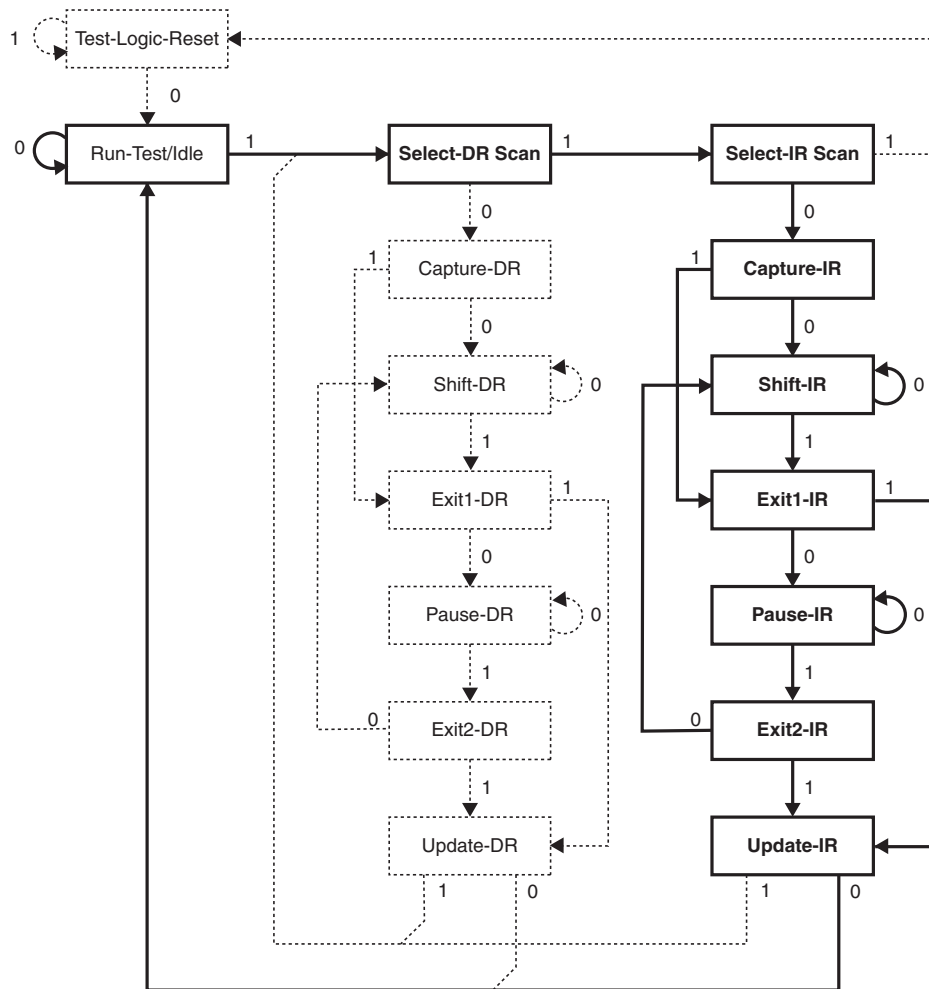 1 Test-Logic-Reset
0
0 Run-Test/Idle 1 Select-DR Scan 1 Select-IR Scan 1
0 0
1 Capture-DR 1 Capture-IR
0 0
Shift-DR 0 Shift-IR 0
1 1
Exit1-DR 1 Exit1-IR 1
0 0
Pause-DR 0 Pause-IR 0
1 1
0 Exit2-DR 0 Exit2-IR
1 1
Update-DR Update-IR
1 0 1 0